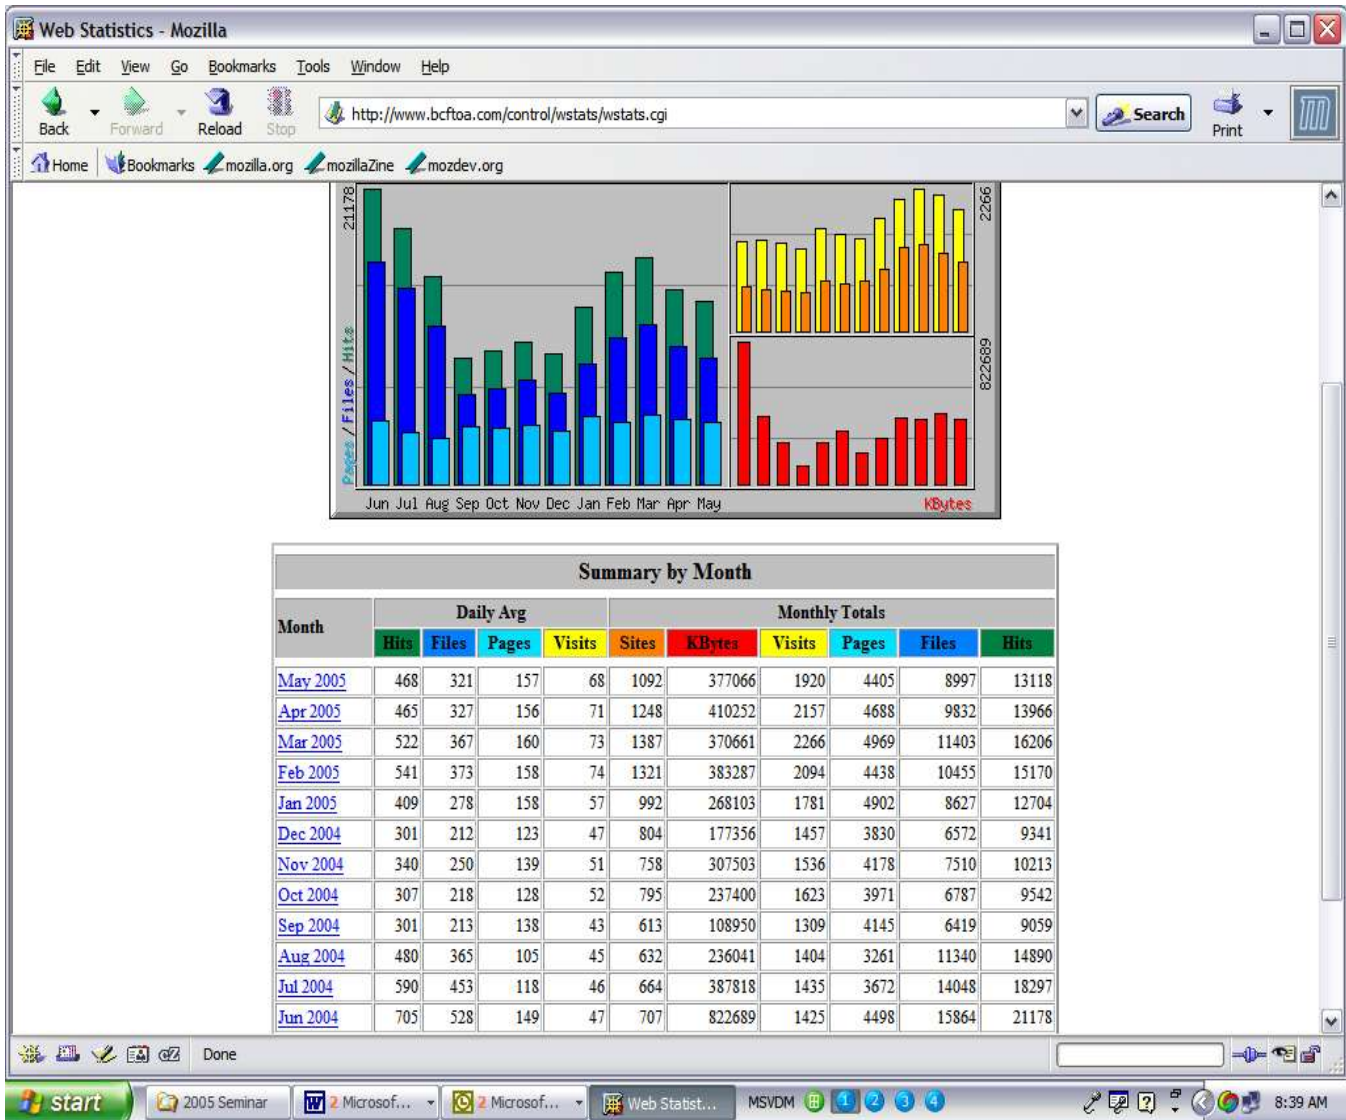 Web Statistics - Mozilla
File Edit View Go Bookmarks Tools Window Help
Back Forward Reload Stop http://www.bcftoa.com/control/wstats/wstats.cgi Search Print
Home Bookmarks mozilla.org mozillaZine mozdev.org
21178
Pages / Files / Hits
2266
822689
Jun Jul Aug Sep Oct Nov Dec Jan Feb Mar Apr May
KBytes
Summary by Month
Month Daily Avg Monthly Totals
Hits Files Pages Visits Sites KBytes Visits Pages Files Hits
May 2005 468 321 157 68 1092 377066 1920 4405 8997 13118
Apr 2005 465 327 156 71 1248 410252 2157 4688 9832 13966
Mar 2005 522 367 160 73 1387 370661 2266 4969 11403 16206
Feb 2005 541 373 158 74 1321 383287 2094 4438 10455 15170
Jan 2005 409 278 158 57 992 268103 1781 4902 8627 12704
Dec 2004 301 212 123 47 804 177356 1457 3830 6572 9341
Nov 2004 340 250 139 51 758 307503 1536 4178 7510 10213
Oct 2004 307 218 128 52 795 237400 1623 3971 6787 9542
Sep 2004 301 213 138 43 613 108950 1309 4145 6419 9059
Aug 2004 480 365 105 45 632 236041 1404 3261 11340 14890
Jul 2004 590 453 118 46 664 387818 1435 3672 14048 18297
Jun 2004 705 528 149 47 707 822689 1425 4498 15864 21178
Done
start 2005 Seminar 2 Microsof... 2 Microsof... Web Statist... MSVDM 1 2 3 4 8:39 AM